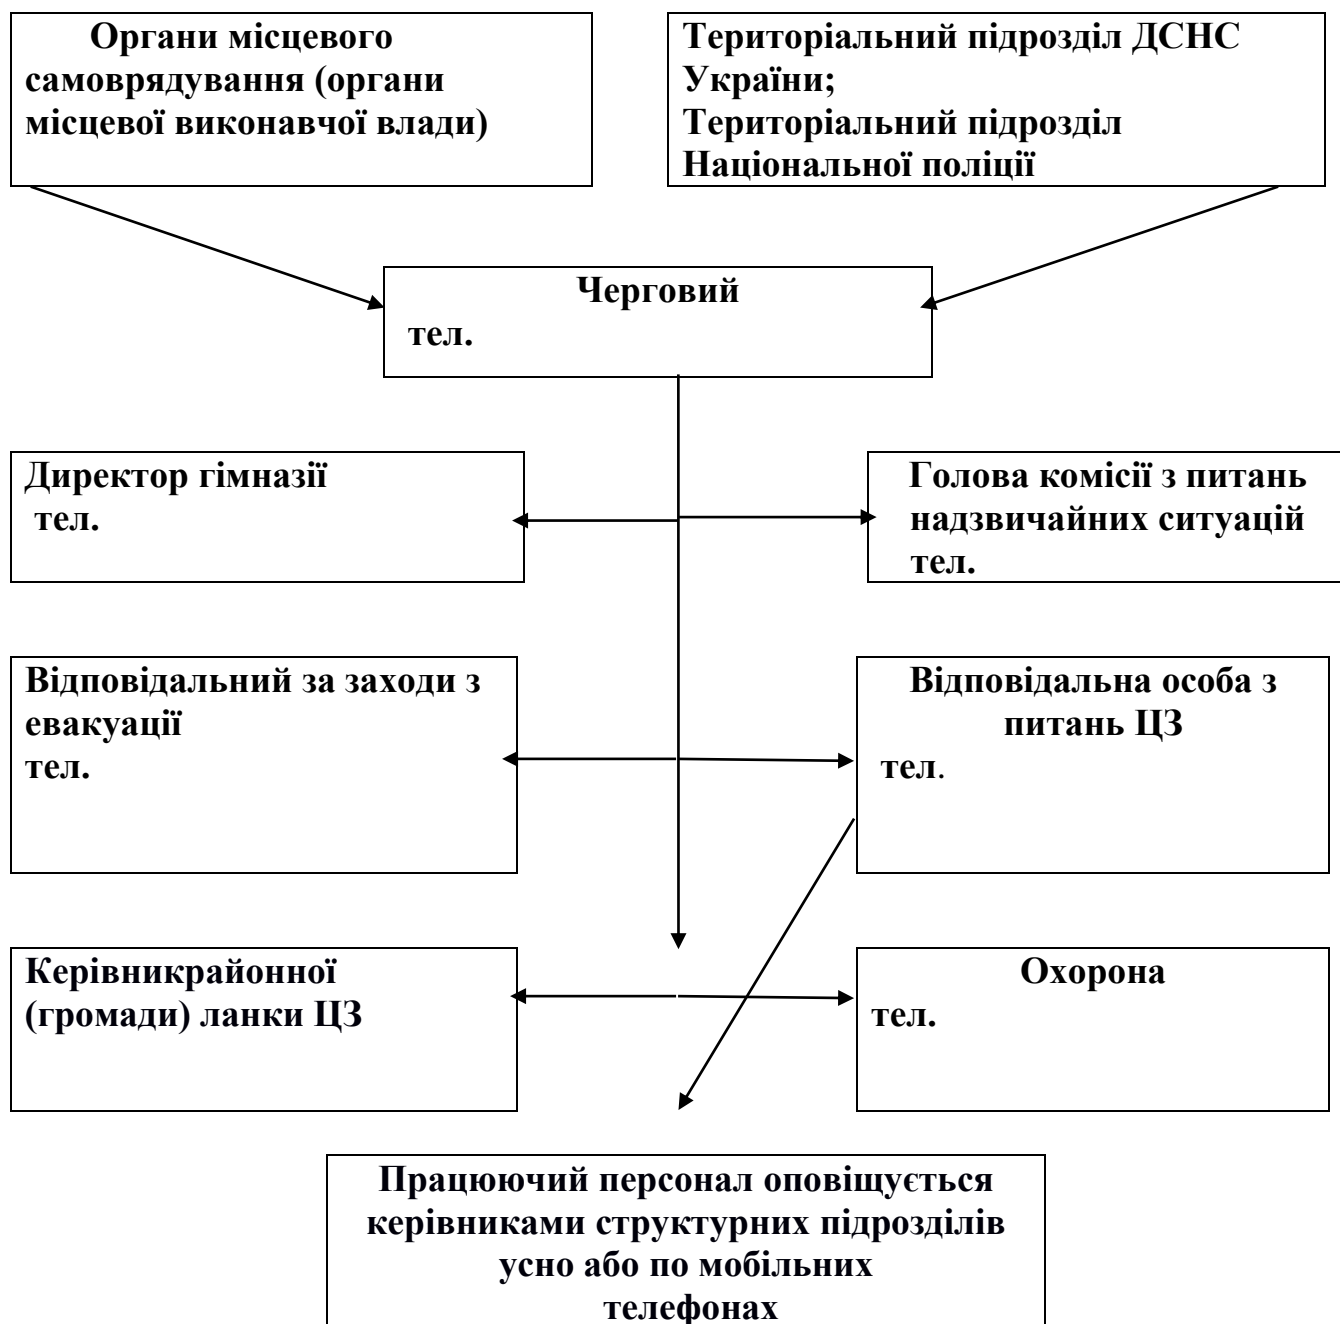 Органи місцевого
самоврядування (органи
місцевої виконавчої влади)
Територіальний підрозділ ДСНС
України;
Територіальний підрозділ
Національної поліції
Черговий
тел.
Директор гімназії
тел.
Голова комісії з питань
надзвичайних ситуацій
тел.
Відповідальний за заходи з
евакуації
тел.
Відповідальна особа з
питань ЦЗ
тел.
Керівникрайонної
(громади) ланки ЦЗ
Охорона
тел.
Працюючий персонал оповіщується
керівниками структурних підрозділів
усно або по мобільних
телефонах